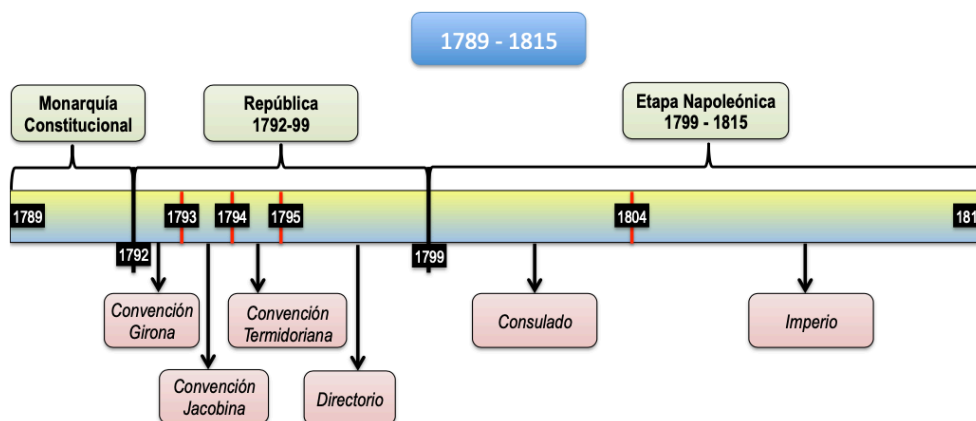 1789 - 1815
Monarquía
Constitucional
República
1792-99
Etapa Napoleónica
1799 - 1815
1789
1793
1794
1795
1804
181
1792
1799
Convención
Girona
Convención
Termidoriana
Consulado
Imperio
Convención
Jacobina
Directorio